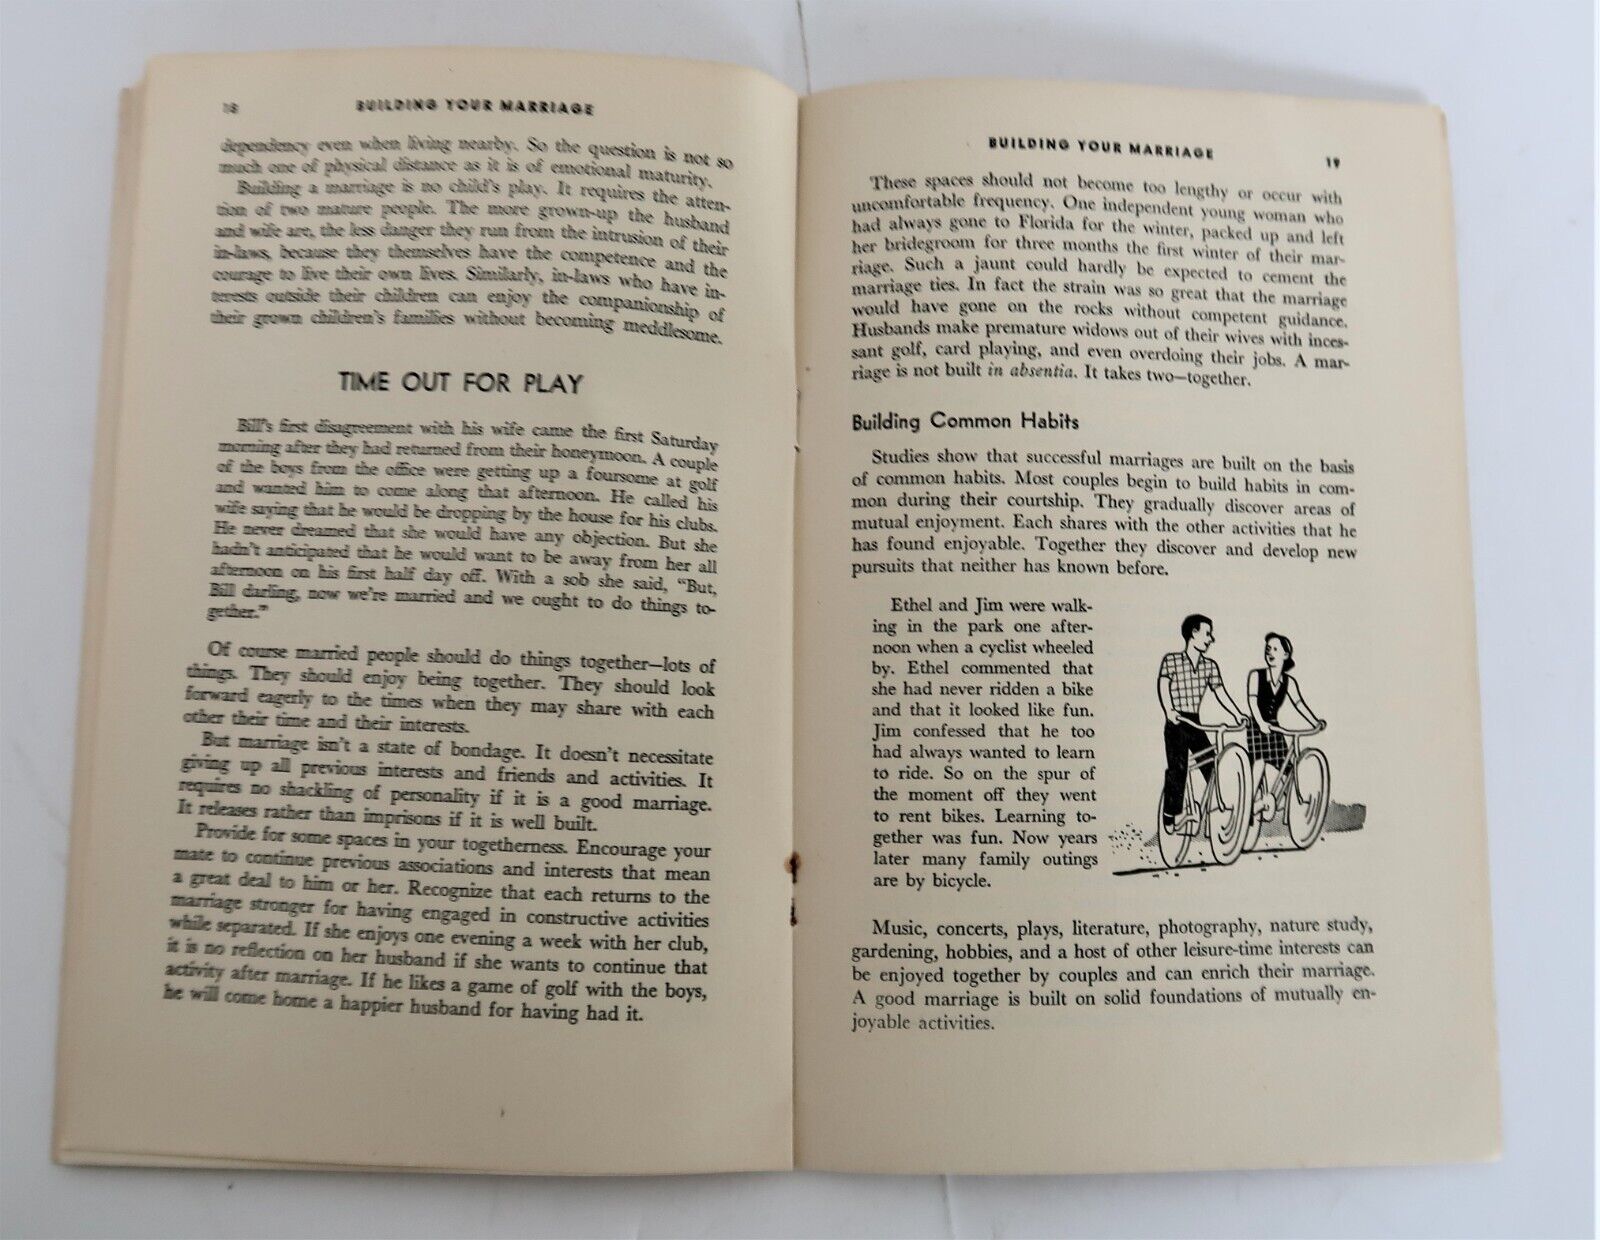 18
BUILDING YOUR MARRIAGE
dependency even when living nearby. So the question is not so
much one of physical distance as it is of emotional maturity.
Building a marriage is no child's play. It requires the atten-
tion of two mature people. The more grown-up the husband
and wife are, the less danger they run from the intrusion of their
in-laws, because they themselves have the competence and the
courage to live their own lives. Similarly, in-laws who have in-
terests outside their children can enjoy the companionship of
their grown children's families without becoming meddlesome.
TIME OUT FOR PLAY
Bill's first disagreement with his wife came the first Saturday
morning after they had returned from their honeymoon. A couple
of the boys from the office were getting up a foursome at golf
and wanted him to come along that afternoon. He called his
wife saying that he would be dropping by the house for his clubs.
He never dreamed that she would have any objection. But she
hadn't anticipated that he would want to be away from her all
afternoon on his first half day off. With a sob she said, "But,
Bill darling, now we're married and we ought to do things to-
gether."
Of course married people should do things together—lots of
things. They should enjoy being together. They should look
forward eagerly to the times when they may share with each
other their time and their interests.
But marriage isn't a state of bondage. It doesn't necessitate
giving up all previous interests and friends and activities. It
requires no shackling of personality if it is a good marriage.
It releases rather than imprisons if it is well built.
Provide for some spaces in your togetherness. Encourage your
mate to continue previous associations and interests that mean
a great deal to him or her. Recognize that each returns to the
marriage stronger for having engaged in constructive activities
while separated. If she enjoys one evening a week with her club,
it is no reflection on her husband if she wants to continue that
activity after marriage. If he likes a game of golf with the boys,
he will come home a happier husband for having had it.
BUILDING YOUR MARRIAGE
19
These spaces should not become too lengthy or occur with
uncomfortable frequency. One independent young woman who
had always gone to Florida for the winter, packed up and left
her bridegroom for three months the first winter of their mar-
riage. Such a jaunt could hardly be expected to cement the
marriage ties. In fact the strain was so great that the marriage
would have gone on the rocks without competent guidance.
Husbands make premature widows out of their wives with inces-
sant golf, card playing, and even overdoing their jobs. A mar-
riage is not built in absentia. It takes two—together.
Building Common Habits
Studies show that successful marriages are built on the basis
of common habits. Most couples begin to build habits in com-
mon during their courtship. They gradually discover areas of
mutual enjoyment. Each shares with the other activities that he
has found enjoyable. Together they discover and develop new
pursuits that neither has known before.
Ethel and Jim were walk-
ing in the park one after-
noon when a cyclist wheeled
by. Ethel commented that
she had never ridden a bike
and that it looked like fun.
Jim confessed that he too
had always wanted to learn
to ride. So on the spur of
the moment off they went
to rent bikes. Learning to-
gether was fun. Now years
later many family outings
are by bicycle.
Music, concerts, plays, literature, photography, nature study,
gardening, hobbies, and a host of other leisure-time interests can
be enjoyed together by couples and can enrich their marriage.
A good marriage is built on solid foundations of mutually en-
joyable activities.